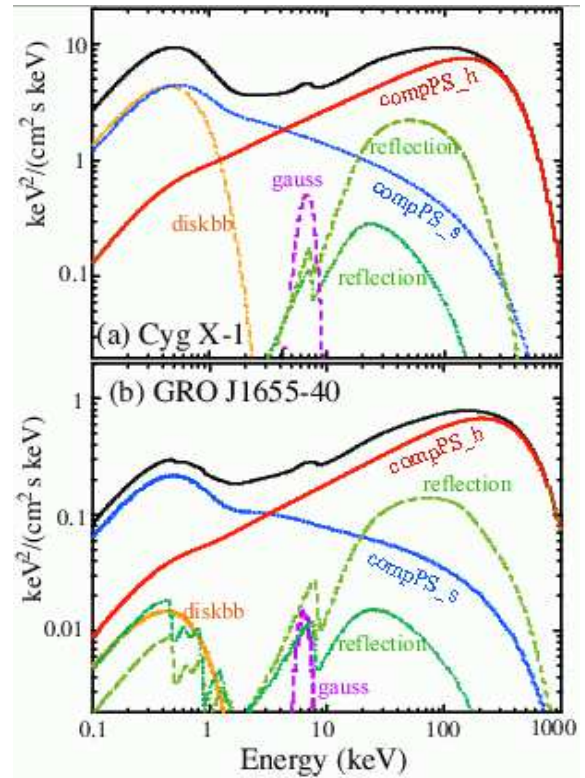 keV²/(cm² s keV)
10
1
0.1
compPS_h
reflection
gauss
diskbb
compPS_s
reflection
(a) Cyg X-1
keV²/(cm² s keV)
1
0.1
0.01
(b) GRO J1655-40
compPS_h
reflection
compPS_s
diskbb
reflection
gauss
0.1
1
10
100
1000
Energy (keV)